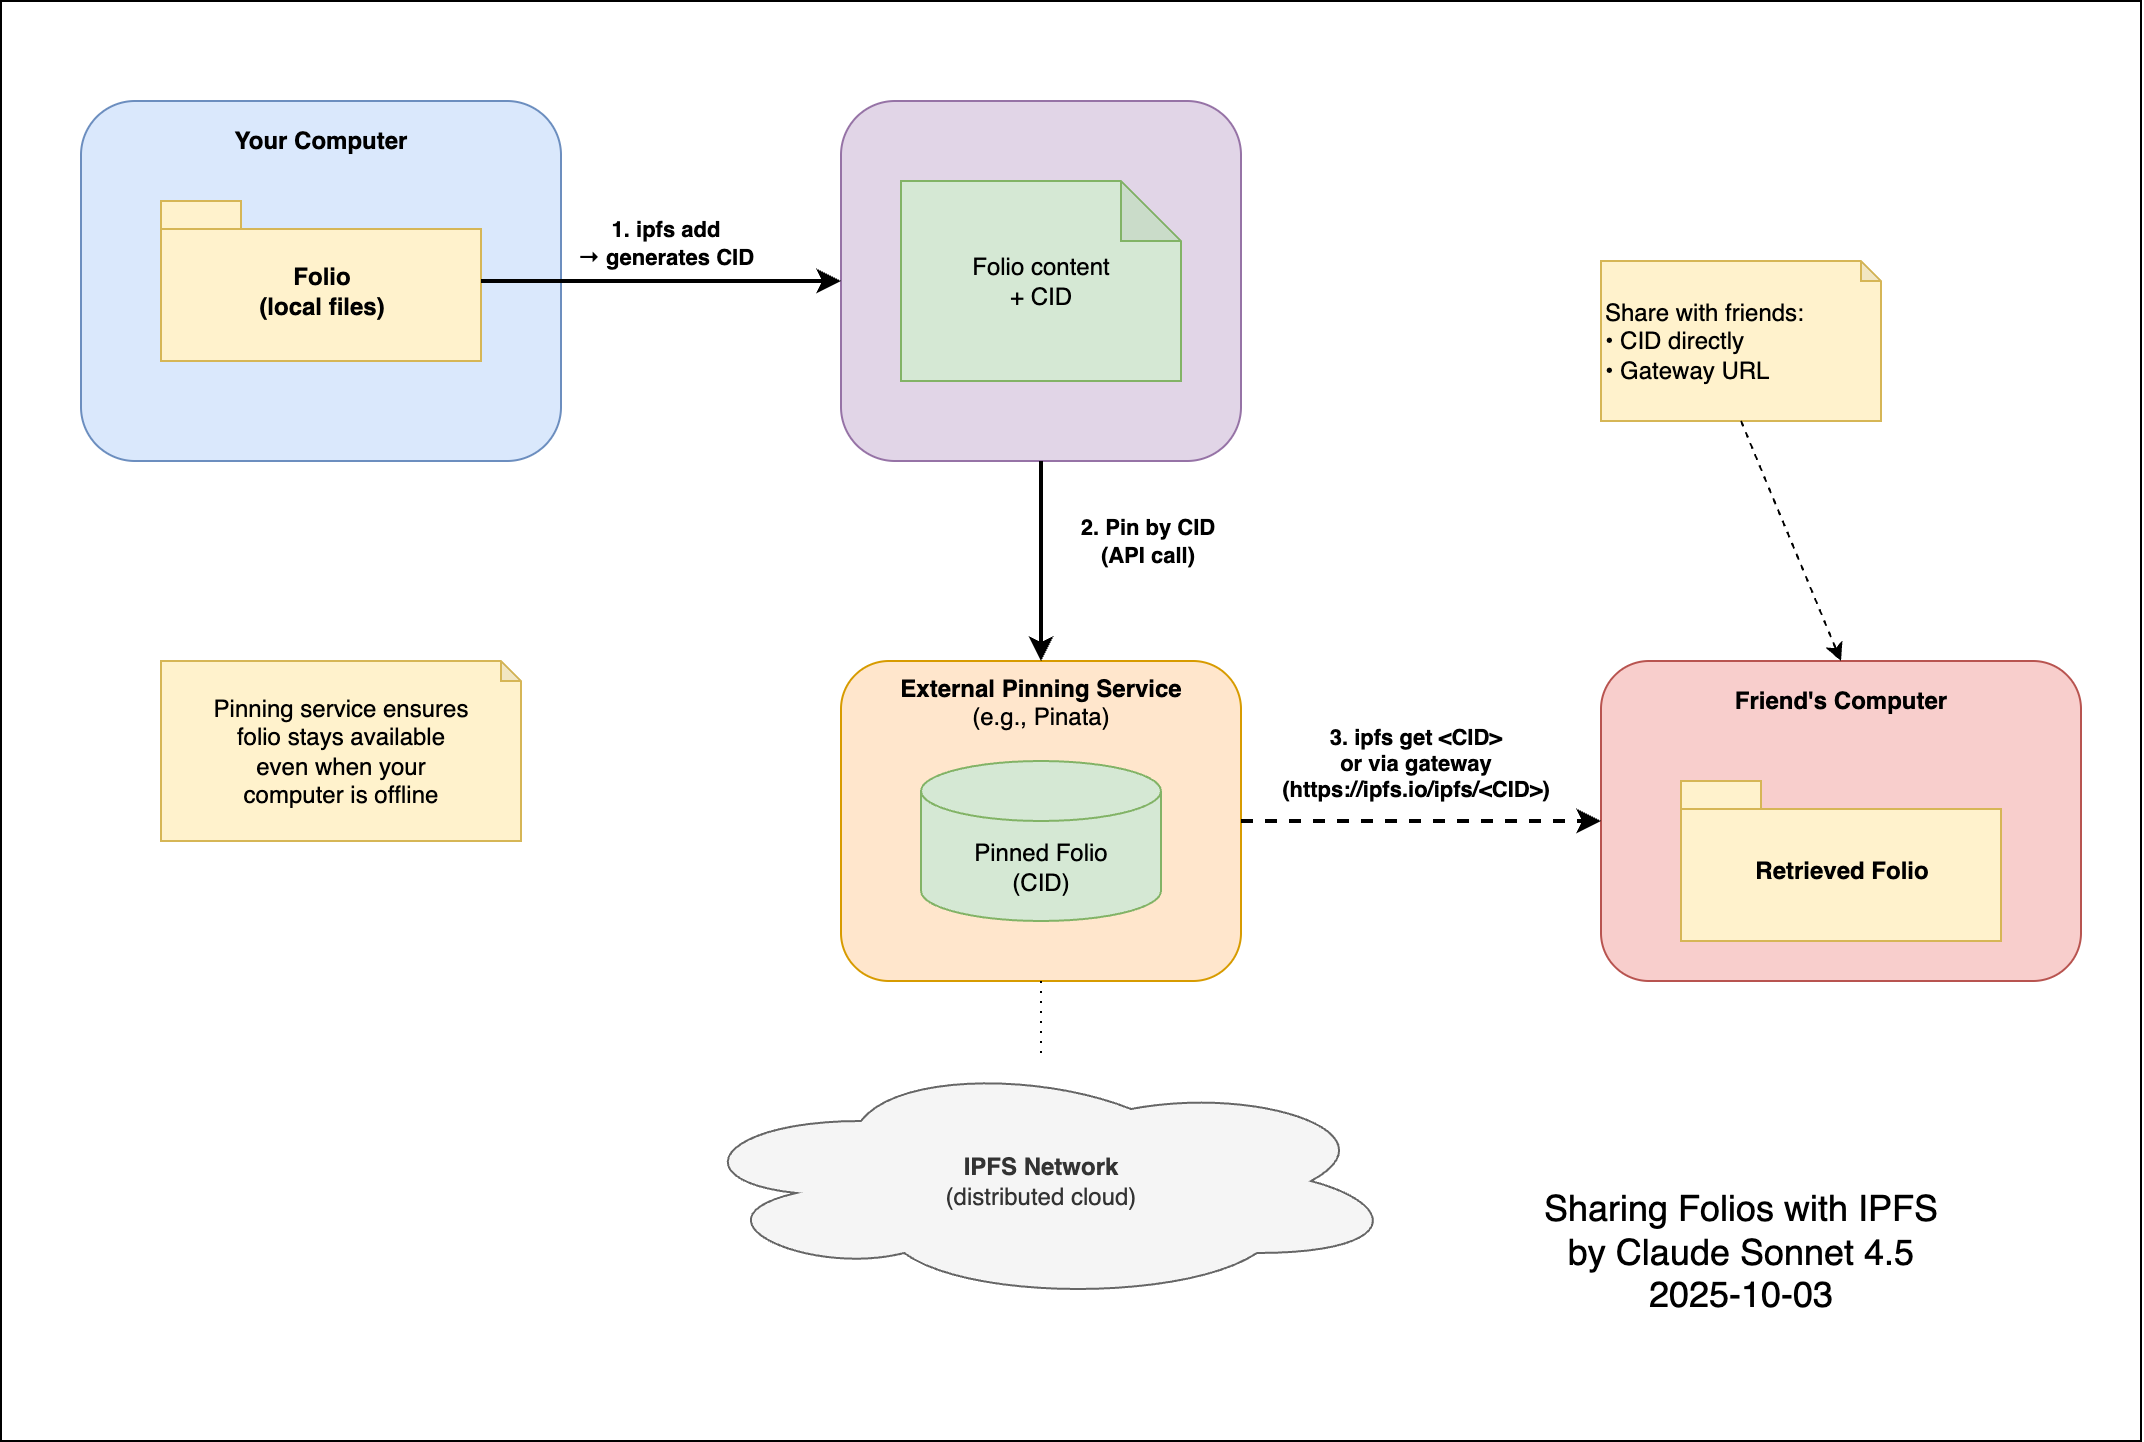 Your Computer
Folio
(local files)
1. ipfs add
→ generates CID
Folio content
+ CID
Share with friends:
• CID directly
• Gateway URL
2. Pin by CID
(API call)
Pinning service ensures
folio stays available
even when your
computer is offline
External Pinning Service
(e.g., Pinata)
Pinned Folio
(CID)
3. ipfs get <CID>
or via gateway
(https://ipfs.io/ipfs/<CID>)
Friend's Computer
Retrieved Folio
IPFS Network
(distributed cloud)
Sharing Folios with IPFS
by Claude Sonnet 4.5
2025-10-03